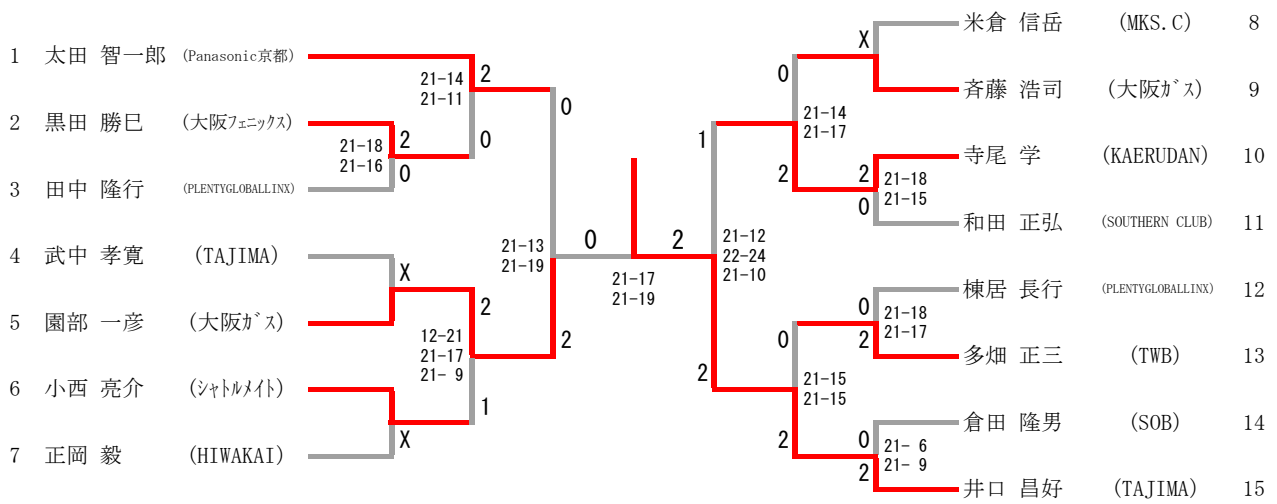 1 太田 智一郎 (Panasonic京都)
2 黒田 勝巳 (大阪フェニックス)
3 田中 隆行 (PLENTYGLOBALLINX)
4 武中 孝寛 (TAJIMA)
5 園部 一彦 (大阪ガス)
6 小西 亮介 (シャトルメイト)
7 正岡 毅 (HIWAKAI)
21-18
21-16
2
0
X
X
21-14
21-11
2
0
12-21
21-17
21- 9
2
1
21-13
21-19
0
2
0
21-17
21-19
2
21-12
22-24
21-10
1
2
0
21-14
21-17
2
0
21-15
21-15
2
X
2
21-18
21-15
0
0
21-18
21-17
2
0
21- 6
21- 9
2
米倉 信岳 (MKS.C) 8
斉藤 浩司 (大阪ガス) 9
寺尾 学 (KAERUDAN) 10
和田 正弘 (SOUTHERN CLUB) 11
棟居 長行 (PLENTYGLOBALLINX) 12
多畑 正三 (TWB) 13
倉田 隆男 (SOB) 14
井口 昌好 (TAJIMA) 15